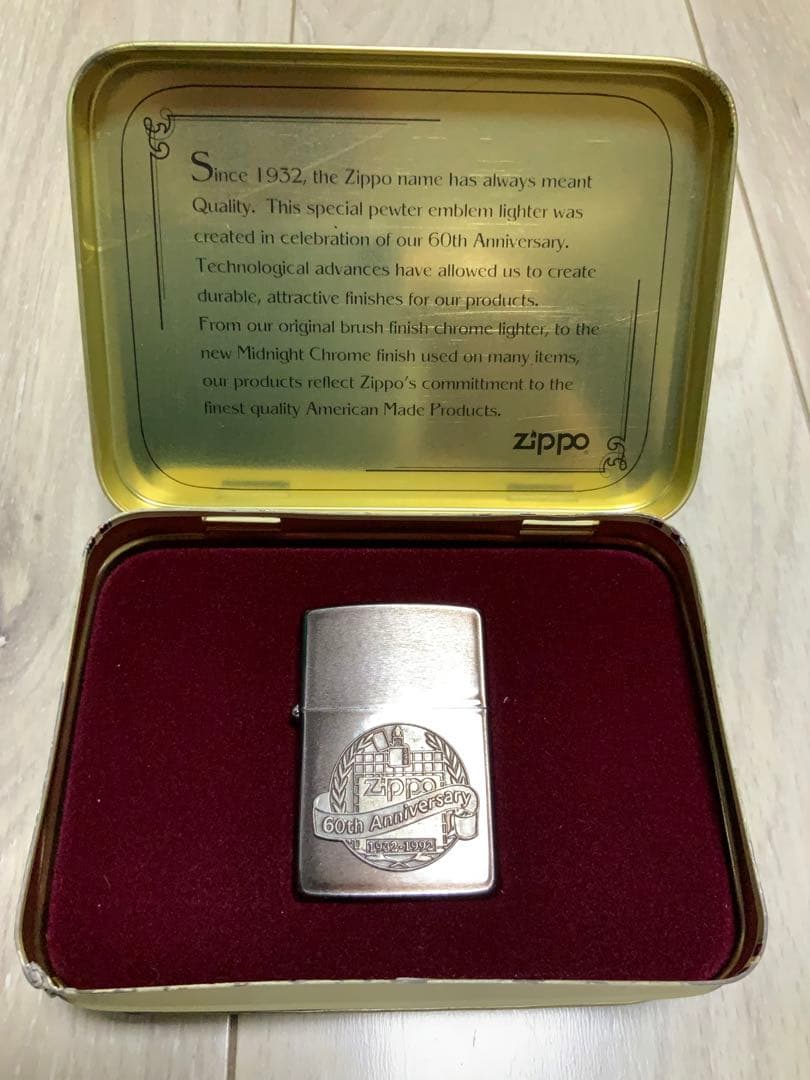 Since 1932, the Zippo name has always meant
Quality. This special pewter emblem lighter was
created in celebration of our 60th Anniversary.
Technological advances have allowed us to create
durable, attractive finishes for our products.
From our original brush finish chrome lighter, to the
new Midnight Chrome finish used on many items,
our products reflect Zippo's committment to the
finest quality American Made Products.
zippo
Zippo
60th Anniversary
1932-1992